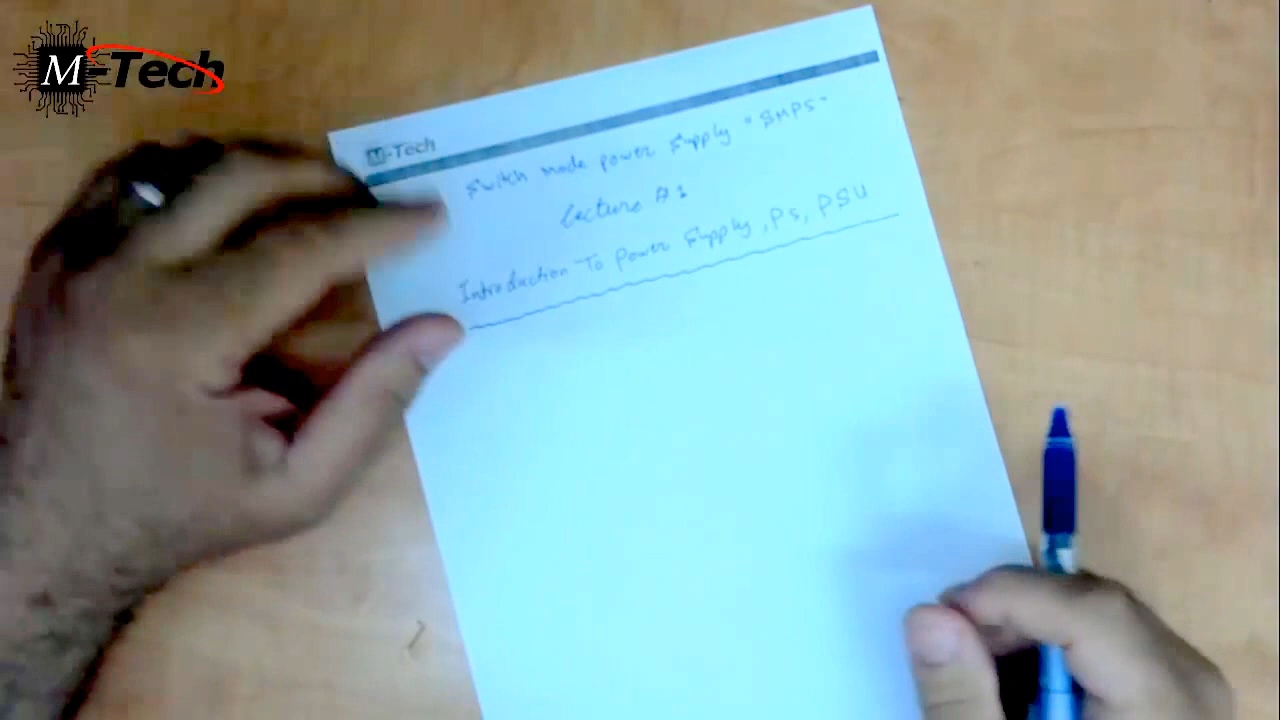 M-Tech
M-Tech
Switch mode power Supply "SMPS"
Lecture #1
Introduction To Power Supply, PS, PSU